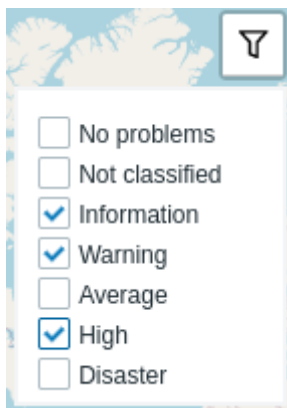 No problems
Not classified
Information
Warning
Average
High
Disaster